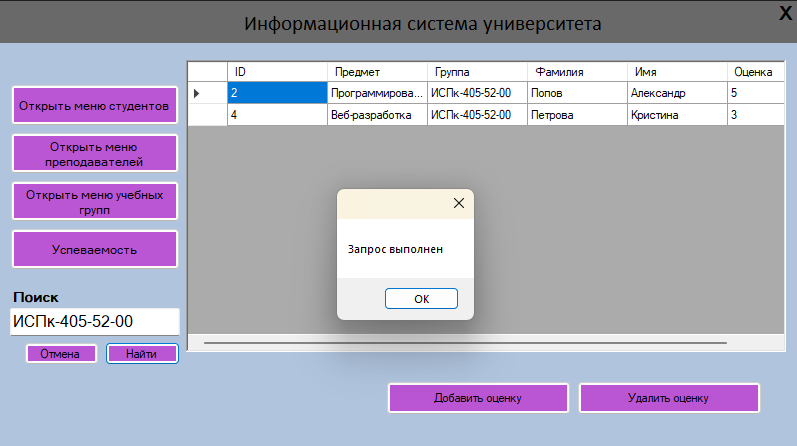 Информационная система университета
X
Открыть меню студентов
Открыть меню
преподавателей
Открыть меню учебных
групп
Успеваемость
Поиск
ИСПк-405-52-00
Отмена Найти
ID Предмет Группа Фамилия Имя Оценка
2 Программирова... ИСПк-405-52-00 Попов Александр 5
4 Веб-разработка ИСПк-405-52-00 Петрова Кристина 3
Запрос выполнен
OK
Добавить оценку Удалить оценку